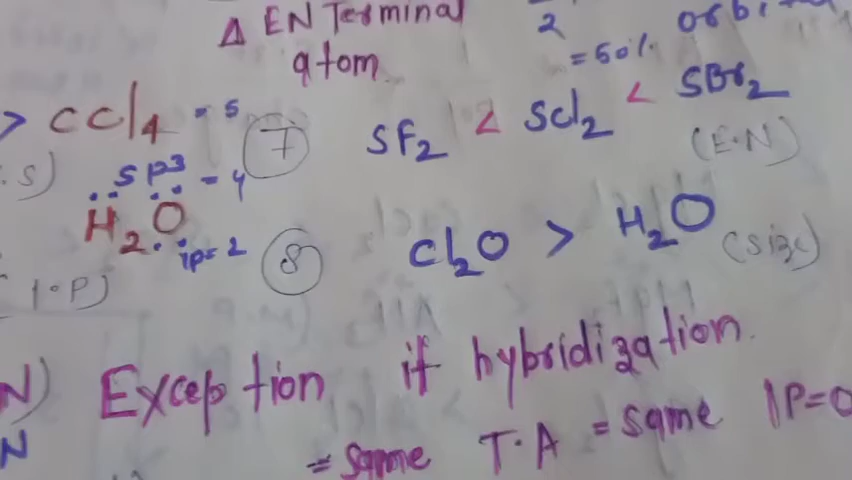 Δ EN Terminal
atom
2
= 50%
> CCl4 = 5
7
SF2 < SCl2 < SBr2
(E.N)
.s)
sp3 = 4
H2O
lp=2
8
Cl2O > H2O (Size)
l.P)
N) Exception if hybridization.
N = same T.A = same lP=0